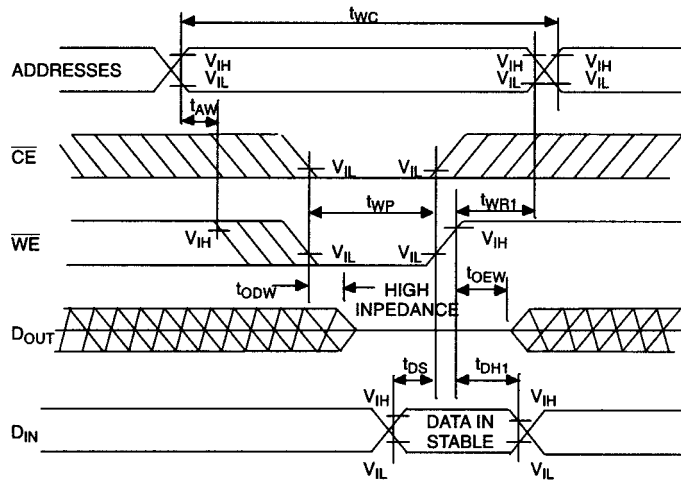 tWC
ADDRESSES
VIH VIH VIH
VIL VIL VIL
tAW
CE
VIL VIL
tWP tWR1
WE
VIH VIL VIL VIH
tODW HIGH tOEW
INPEDANCE
DOUT
tDS tDH1
VIH VIH
DIN
DATA IN
STABLE
VIL VIL